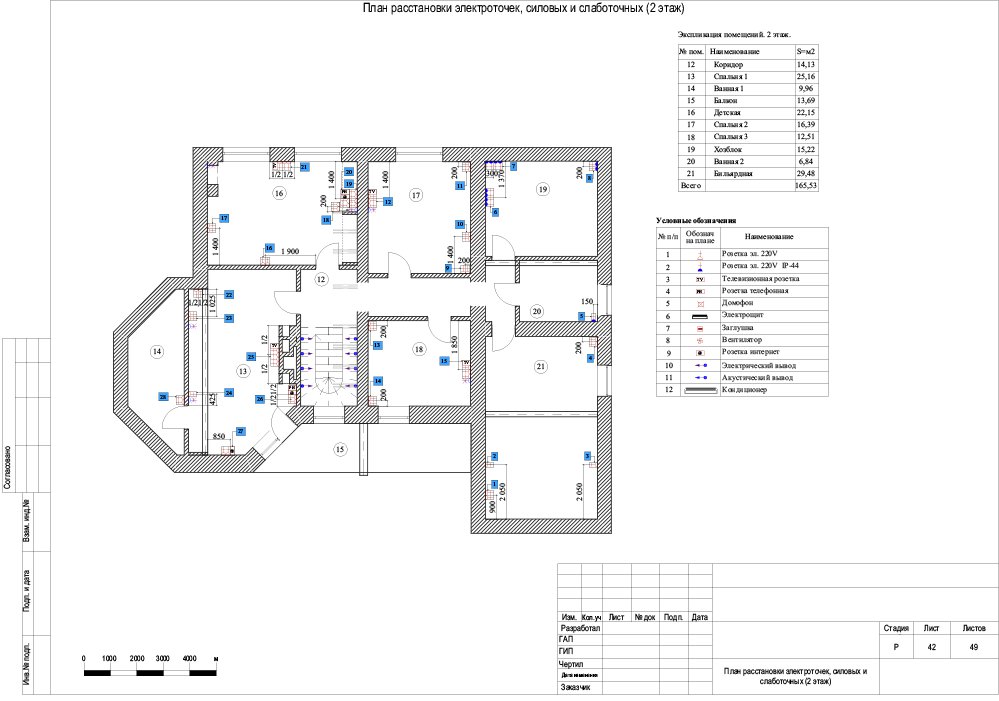 План расстановки электроточек, силовых и слаботочных (2 этаж)
Экспликация помещений. 2 этаж.
№ пом. Наименование S=м2
12 Коридор 14,13
13 Спальня 1 25,16
14 Ванная 1 9,96
15 Балкон 13,69
16 Детская 22,15
17 Спальня 2 16,39
18 Спальня 3 12,51
19 Хозблок 15,22
20 Ванная 2 6,84
21 Бильярдная 29,48
Всего 165,53
Условные обозначения
№ п/п Обознач на плане Наименование
1 Розетка эл. 220V
2 Розетка эл. 220V IP-44
3 TV Телевизионная розетка
4 Розетка телефонная
5 Домофон
6 Электрощит
7 Заглушка
8 Вентилятор
9 Розетка интернет
10 Электрический вывод
11 Акустический вывод
12 Кондиционер
21
1/2 1/2
1 400
20
19
200
18
16
17
1 400
16
1 900
1 400
12
17
200
11
10
1 400
200
9
300
7
1 370
6
200
8
19
12
22
1/2 1/2
1 025
23
14
13
1/2
25
1/2
24
425
26
1/2 1/2
28
850
27
15
200
13
14
200
18
1 850
15
20
150
5
200
4
21
2
3
1
2 050
900
2 050
Согласовано
Взам. инд.№
Подп. и дата
Инв.№ подл.
0 1000 2000 3000 4000 м
Изм. Кол.уч Лист № док Подп. Дата
Разработал
ГАП
ГИП
Чертил
Дата изменения
Заказчик
Стадия Лист Листов
Р 42 49
План расстановки электроточек, силовых и
слаботочных (2 этаж)